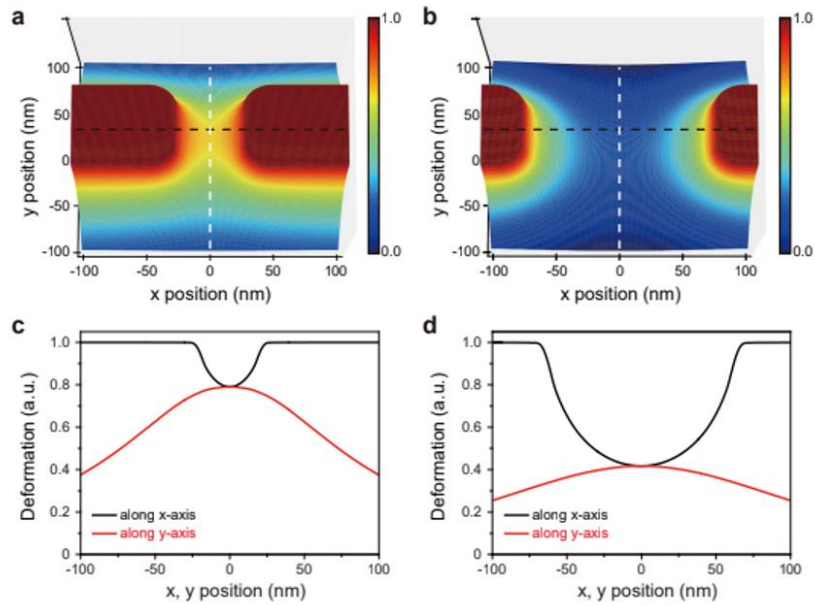 a
1.0
100
50
0
-50
-100
y position (nm)
0.0
-100 -50 0 50 100
x position (nm)
b
1.0
100
50
0
-50
-100
y position (nm)
0.0
-100 -50 0 50 100
x position (nm)
c
1.0
0.8
0.6
0.4
0.2
0
Deformation (a.u.)
along x-axis
along y-axis
-100 -50 0 50 100
x, y position (nm)
d
1.0
0.8
0.6
0.4
0.2
0
Deformation (a.u.)
along x-axis
along y-axis
-100 -50 0 50 100
x, y position (nm)